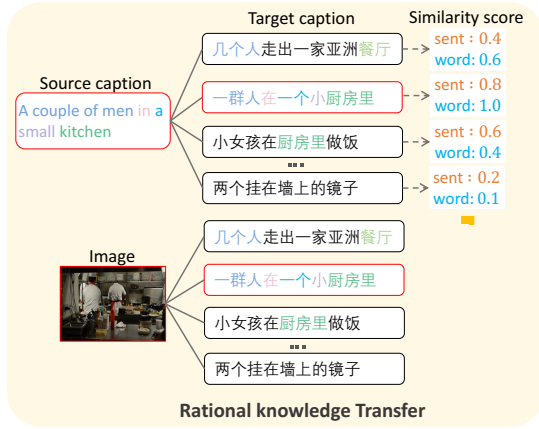 Target caption
Similarity score
Source caption
A couple of men in a
small kitchen
几个人走出一家亚洲餐厅
sent：0.4
word: 0.6
一群人在一个小厨房里
sent：0.8
word: 1.0
小女孩在厨房里做饭
sent：0.6
word: 0.4
两个挂在墙上的镜子
sent：0.2
word: 0.1
Image
几个人走出一家亚洲餐厅
一群人在一个小厨房里
小女孩在厨房里做饭
两个挂在墙上的镜子
Rational knowledge Transfer